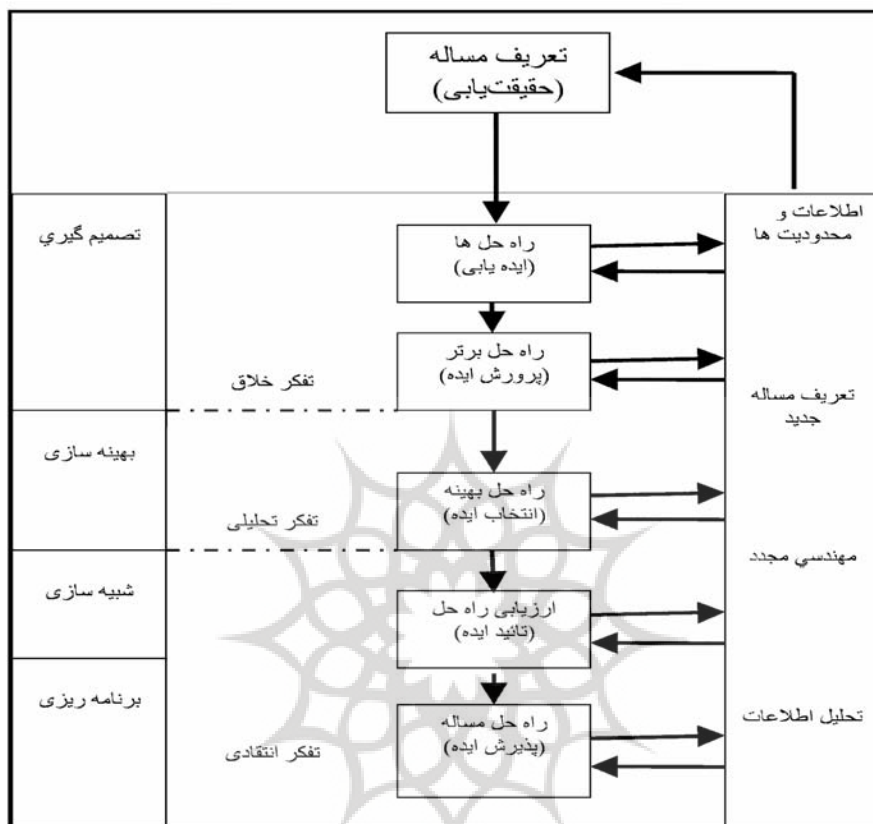 تعریف مساله
(حقیقت‌یابی)
اطلاعات و
محدودیت ها
تعریف مساله
جدید
مهندسي مجدد
تحلیل اطلاعات
راه حل ها
(ایده یابی)
راه حل برتر
(پرورش ایده)
راه حل بهینه
(انتخاب ایده)
ارزیابی راه حل
(تائید ایده)
راه حل مساله
(پذیرش ایده)
تفکر خلاق
تفکر تحلیلی
تفکر انتقادی
تصمیم گيري
بهینه سازی
شبیه سازی
برنامه ریزی